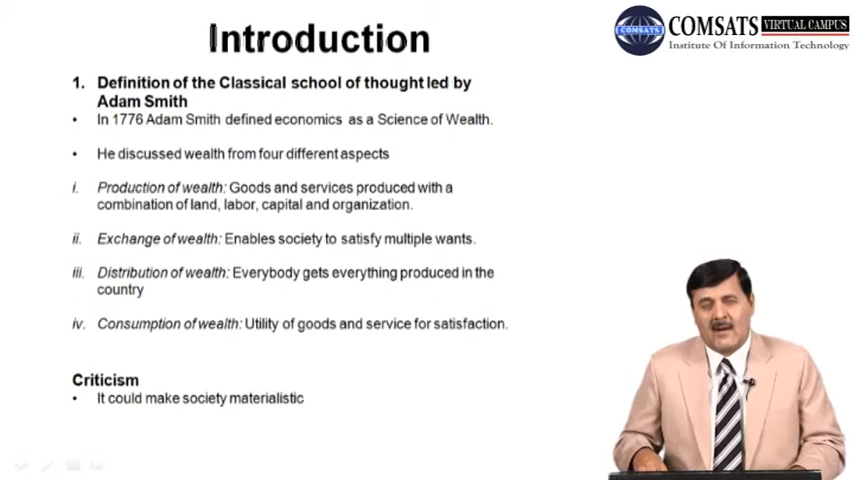 Introduction
COMSATS VIRTUAL CAMPUS
Institute Of Information Technology
COMSATS
1. Definition of the Classical school of thought led by
Adam Smith
• In 1776 Adam Smith defined economics as a Science of Wealth.
• He discussed wealth from four different aspects
i. Production of wealth: Goods and services produced with a
combination of land, labor, capital and organization.
ii. Exchange of wealth: Enables society to satisfy multiple wants.
iii. Distribution of wealth: Everybody gets everything produced in the
country
iv. Consumption of wealth: Utility of goods and service for satisfaction.
Criticism
• It could make society materialistic